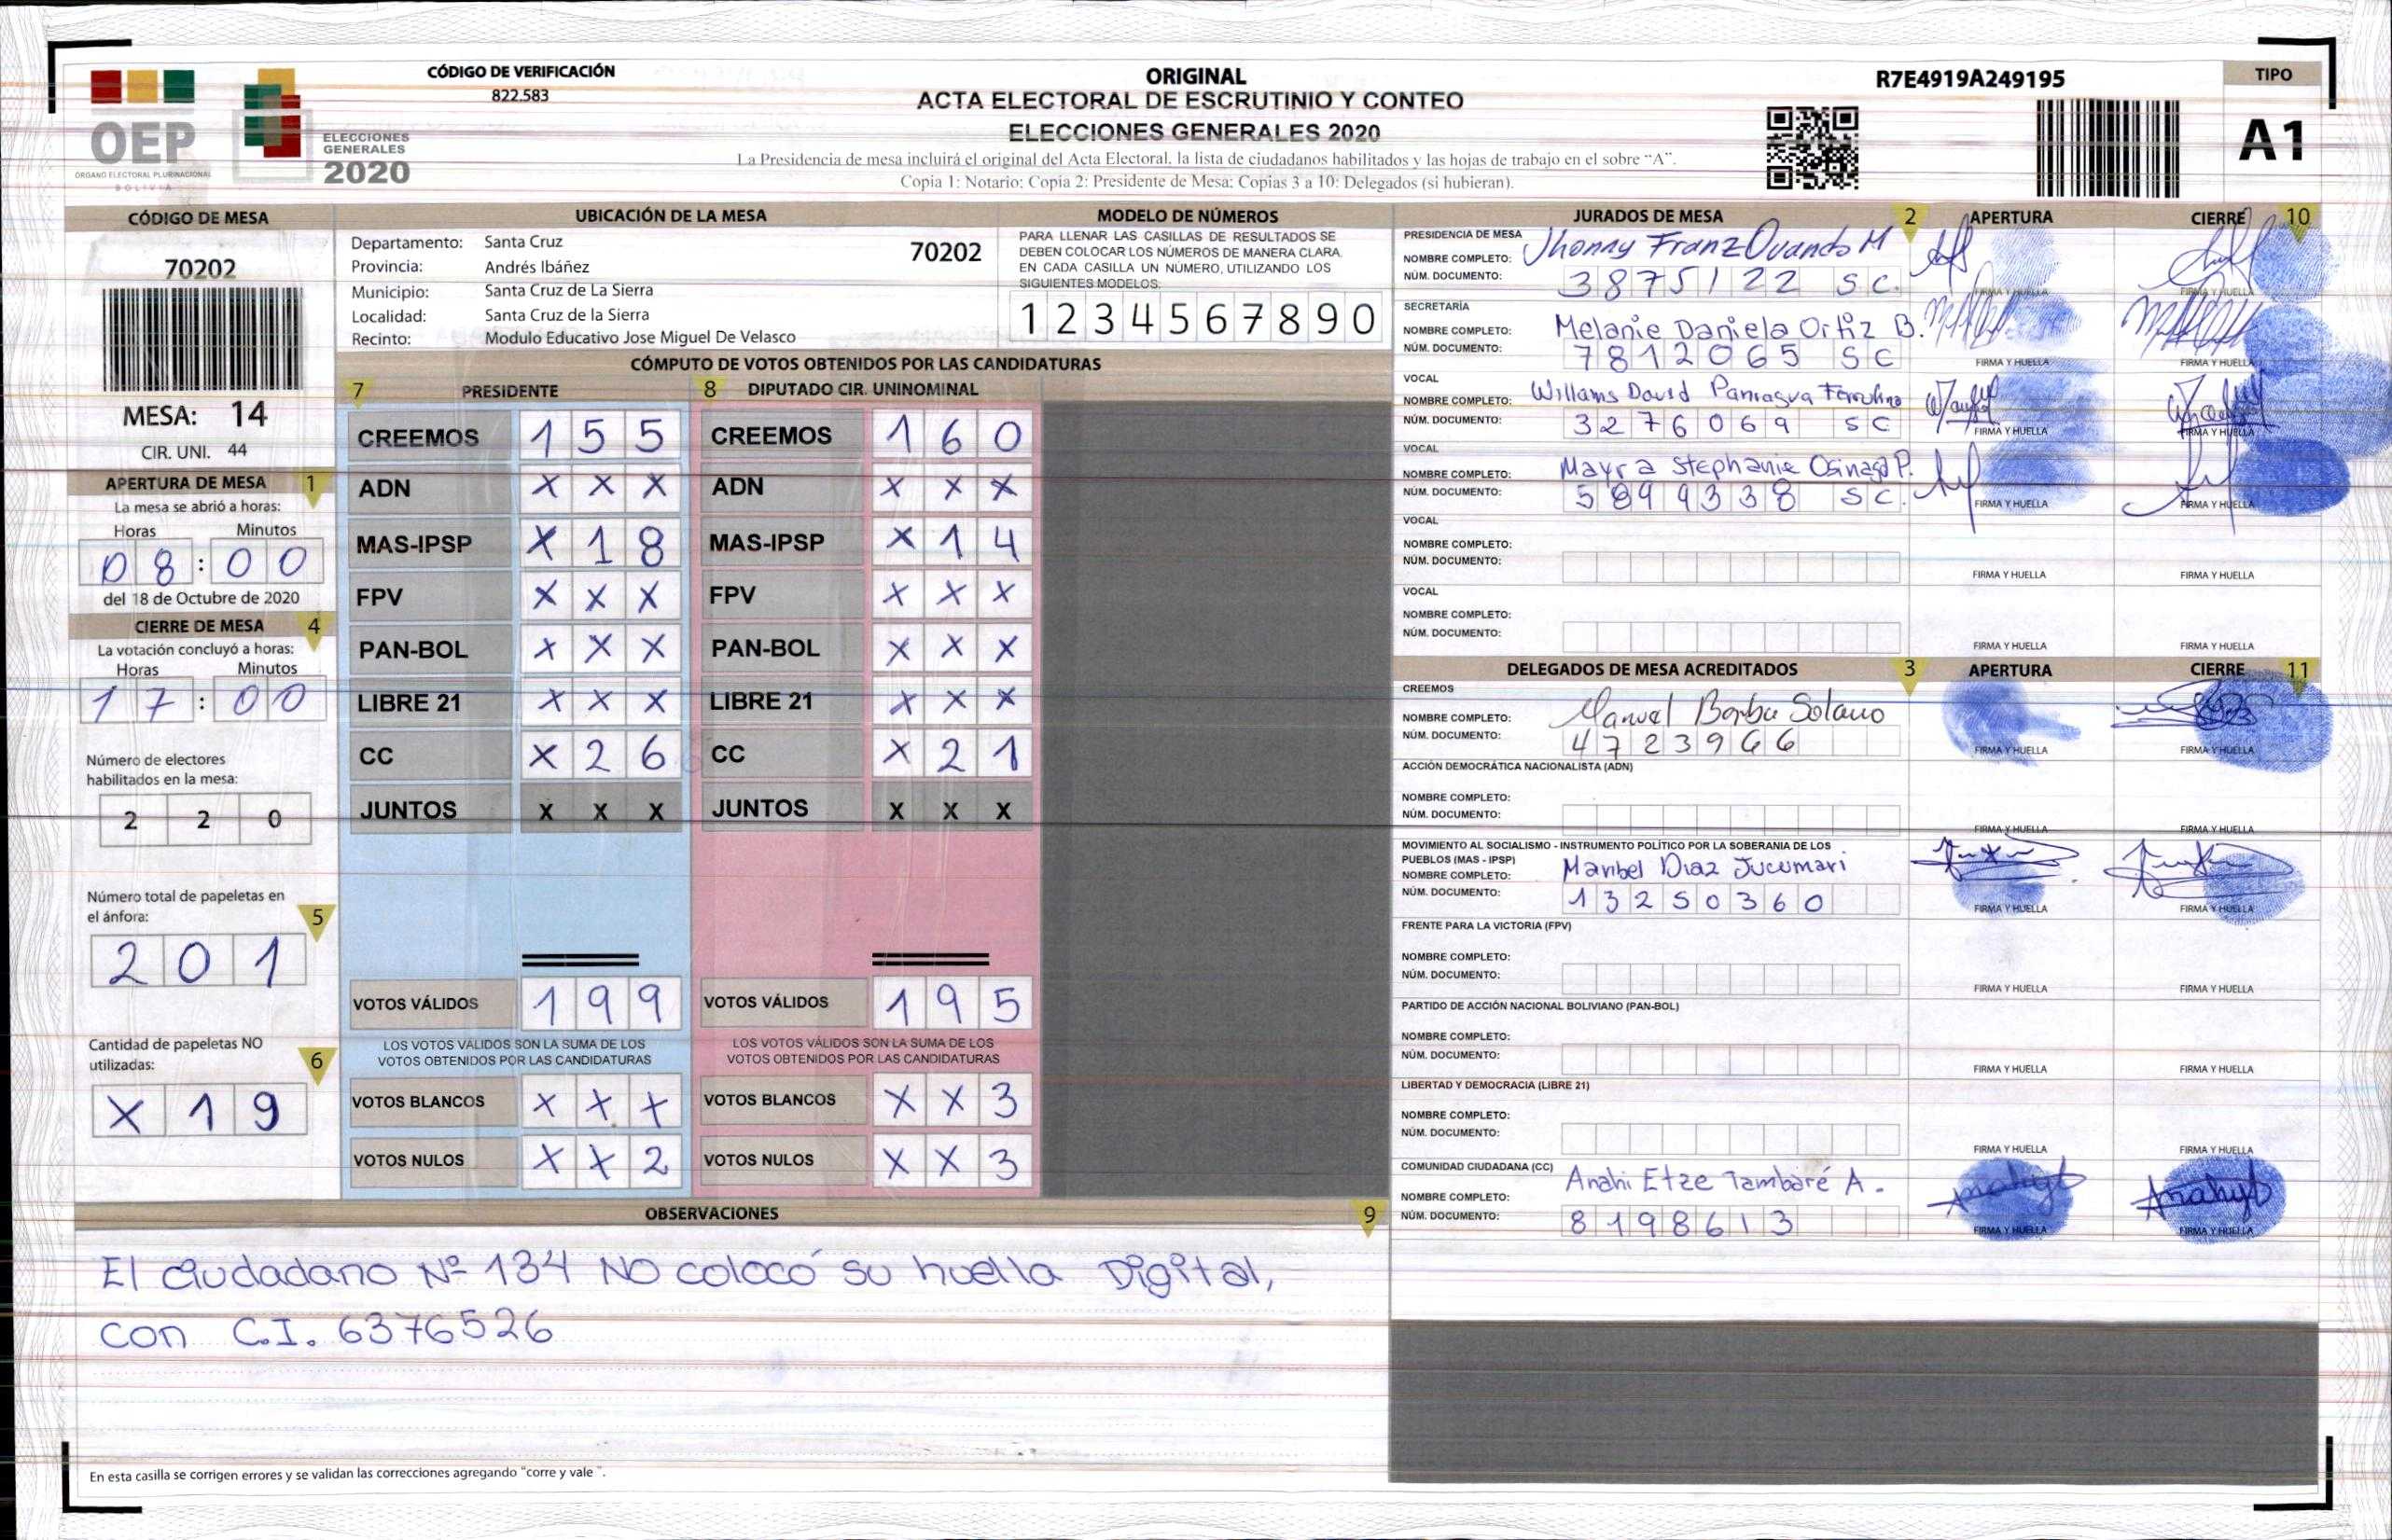 CÓDIGO DE VERIFICACIÓN
822.583
ORIGINAL
ACTA ELECTORAL DE ESCRUTINIO Y CONTEO
ELECCIONES GENERALES 2020
La Presidencia de mesa incluirá el original del Acta Electoral, la lista de ciudadanos habilitados y las hojas de trabajo en el sobre "A".
Copia 1: Notario: Copia 2: Presidente de Mesa: Copias 3 a 10: Delegados (si hubieran).
R7E4919A249195
TIPO
A1
OEP
ÓRGANO ELECTORAL PLURINACIONAL
BOLIVIA
ELECCIONES
GENERALES
2020
CÓDIGO DE MESA
70202
MESA: 14
CIR. UNI. 44
APERTURA DE MESA 1
La mesa se abrió a horas:
Horas Minutos
08:00
del 18 de Octubre de 2020
CIERRE DE MESA 4
La votación concluyó a horas:
Horas Minutos
17:00
Número de electores
habilitados en la mesa:
2 2 0
Número total de papeletas en
el ánfora: 5
2 0 1
Cantidad de papeletas NO
utilizadas: 6
X 1 9
UBICACIÓN DE LA MESA
Departamento: Santa Cruz 70202
Provincia: Andrés Ibáñez
Municipio: Santa Cruz de La Sierra
Localidad: Santa Cruz de la Sierra
Recinto: Modulo Educativo Jose Miguel De Velasco
MODELO DE NÚMEROS
PARA LLENAR LAS CASILLAS DE RESULTADOS SE
DEBEN COLOCAR LOS NÚMEROS DE MANERA CLARA.
EN CADA CASILLA UN NÚMERO, UTILIZANDO LOS
SIGUIENTES MODELOS:
1 2 3 4 5 6 7 8 9 0
CÓMPUTO DE VOTOS OBTENIDOS POR LAS CANDIDATURAS
7 PRESIDENTE 8 DIPUTADO CIR. UNINOMINAL
CREEMOS 1 5 5 CREEMOS 1 6 0
ADN X X X ADN X X X
MAS-IPSP X 1 8 MAS-IPSP X 1 4
FPV X X X FPV X X X
PAN-BOL X X X PAN-BOL X X X
LIBRE 21 X X X LIBRE 21 X X X
CC X 2 6 CC X 2 1
JUNTOS X X X JUNTOS X X X
VOTOS VÁLIDOS 1 9 9 VOTOS VÁLIDOS 1 9 5
LOS VOTOS VÁLIDOS SON LA SUMA DE LOS LOS VOTOS VÁLIDOS SON LA SUMA DE LOS
VOTOS OBTENIDOS POR LAS CANDIDATURAS VOTOS OBTENIDOS POR LAS CANDIDATURAS
VOTOS BLANCOS X X X VOTOS BLANCOS X X 3
VOTOS NULOS X X 2 VOTOS NULOS X X 3
OBSERVACIONES 9
El ciudadano Nº 134 NO colocó su huella Digital,
con C.I. 6376526
En esta casilla se corrigen errores y se validan las correcciones agregando "corre y vale".
JURADOS DE MESA 2 APERTURA CIERRE 10
PRESIDENCIA DE MESA
NOMBRE COMPLETO: Jhonny Franz Ovando M
NÚM. DOCUMENTO: 3875122 SC.
FIRMA Y HUELLA FIRMA Y HUELLA
SECRETARÍA
NOMBRE COMPLETO: Melanie Daniela Ortiz B.
NÚM. DOCUMENTO: 7812065 SC
FIRMA Y HUELLA FIRMA Y HUELLA
VOCAL
NOMBRE COMPLETO: Willams David Paniagua
NÚM. DOCUMENTO: 3276069 SC
FIRMA Y HUELLA FIRMA Y HUELLA
VOCAL
NOMBRE COMPLETO: Mayra Stephanie Osinaga P.
NÚM. DOCUMENTO: 5899338 SC.
FIRMA Y HUELLA FIRMA Y HUELLA
VOCAL
NOMBRE COMPLETO:
NÚM. DOCUMENTO:
FIRMA Y HUELLA FIRMA Y HUELLA
VOCAL
NOMBRE COMPLETO:
NÚM. DOCUMENTO:
FIRMA Y HUELLA FIRMA Y HUELLA
DELEGADOS DE MESA ACREDITADOS 3 APERTURA CIERRE 11
CREEMOS
NOMBRE COMPLETO: Manuel Borba Solano
NÚM. DOCUMENTO: 4723966
FIRMA Y HUELLA FIRMA Y HUELLA
ACCIÓN DEMOCRÁTICA NACIONALISTA (ADN)
NOMBRE COMPLETO:
NÚM. DOCUMENTO:
FIRMA Y HUELLA FIRMA Y HUELLA
MOVIMIENTO AL SOCIALISMO - INSTRUMENTO POLÍTICO POR LA SOBERANIA DE LOS
PUEBLOS (MAS - IPSP)
NOMBRE COMPLETO: Maribel Diaz Jucumari
NÚM. DOCUMENTO: 13250360
FIRMA Y HUELLA FIRMA Y HUELLA
FRENTE PARA LA VICTORIA (FPV)
NOMBRE COMPLETO:
NÚM. DOCUMENTO:
FIRMA Y HUELLA FIRMA Y HUELLA
PARTIDO DE ACCIÓN NACIONAL BOLIVIANO (PAN-BOL)
NOMBRE COMPLETO:
NÚM. DOCUMENTO:
FIRMA Y HUELLA FIRMA Y HUELLA
LIBERTAD Y DEMOCRACIA (LIBRE 21)
NOMBRE COMPLETO:
NÚM. DOCUMENTO:
FIRMA Y HUELLA FIRMA Y HUELLA
COMUNIDAD CIUDADANA (CC)
NOMBRE COMPLETO: Anahi Etze Tambaré A.
NÚM. DOCUMENTO: 8198613
FIRMA Y HUELLA FIRMA Y HUELLA